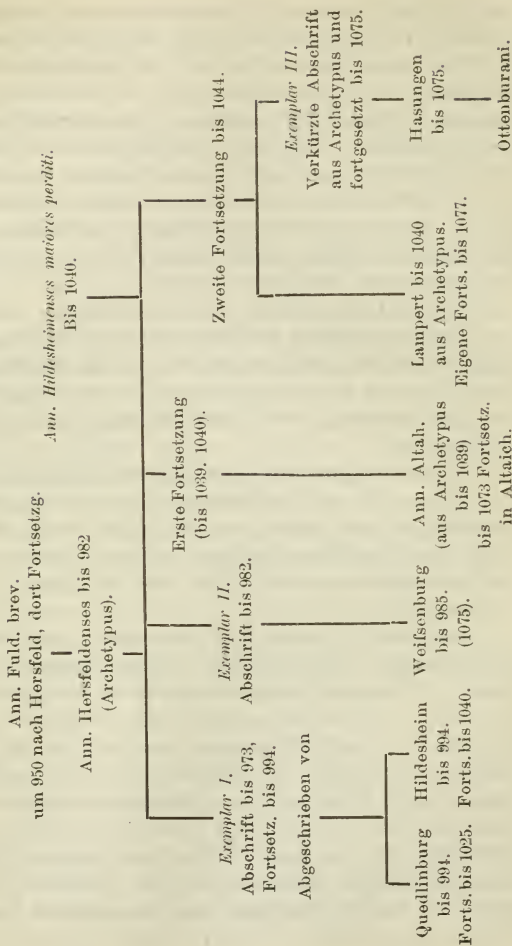 Ann. Fuld. brev.
um 950 nach Hersfeld, dort Fortsetzg.
Ann. Hersfeldenses bis 982
(Archetypus).
Ann. Hildesheimenses maiores perditi.
Bis 1040.
Exemplar I.
Abschrift bis 973,
Fortsetz. bis 994.
Abgeschrieben von
Quedlinburg
bis 994.
Forts. bis 1025.
Hildesheim
bis 994.
Forts. bis 1040.
Exemplar II.
Abschrift bis 982.
Weifsenburg
bis 985.
(1075).
Erste Fortsetzung
(bis 1039. 1040).
Ann. Altah.
(aus Archetypus
bis 1039)
bis 1073 Fortsetz.
in Altaich.
Zweite Fortsetzung bis 1044.
Lampert bis 1040
aus Archetypus.
Eigene Forts. bis 1077.
Exemplar III.
Verkürzte Abschrift
aus Archetypus und
fortgesetzt bis 1075.
Hasungen
bis 1075.
Ottenburani.